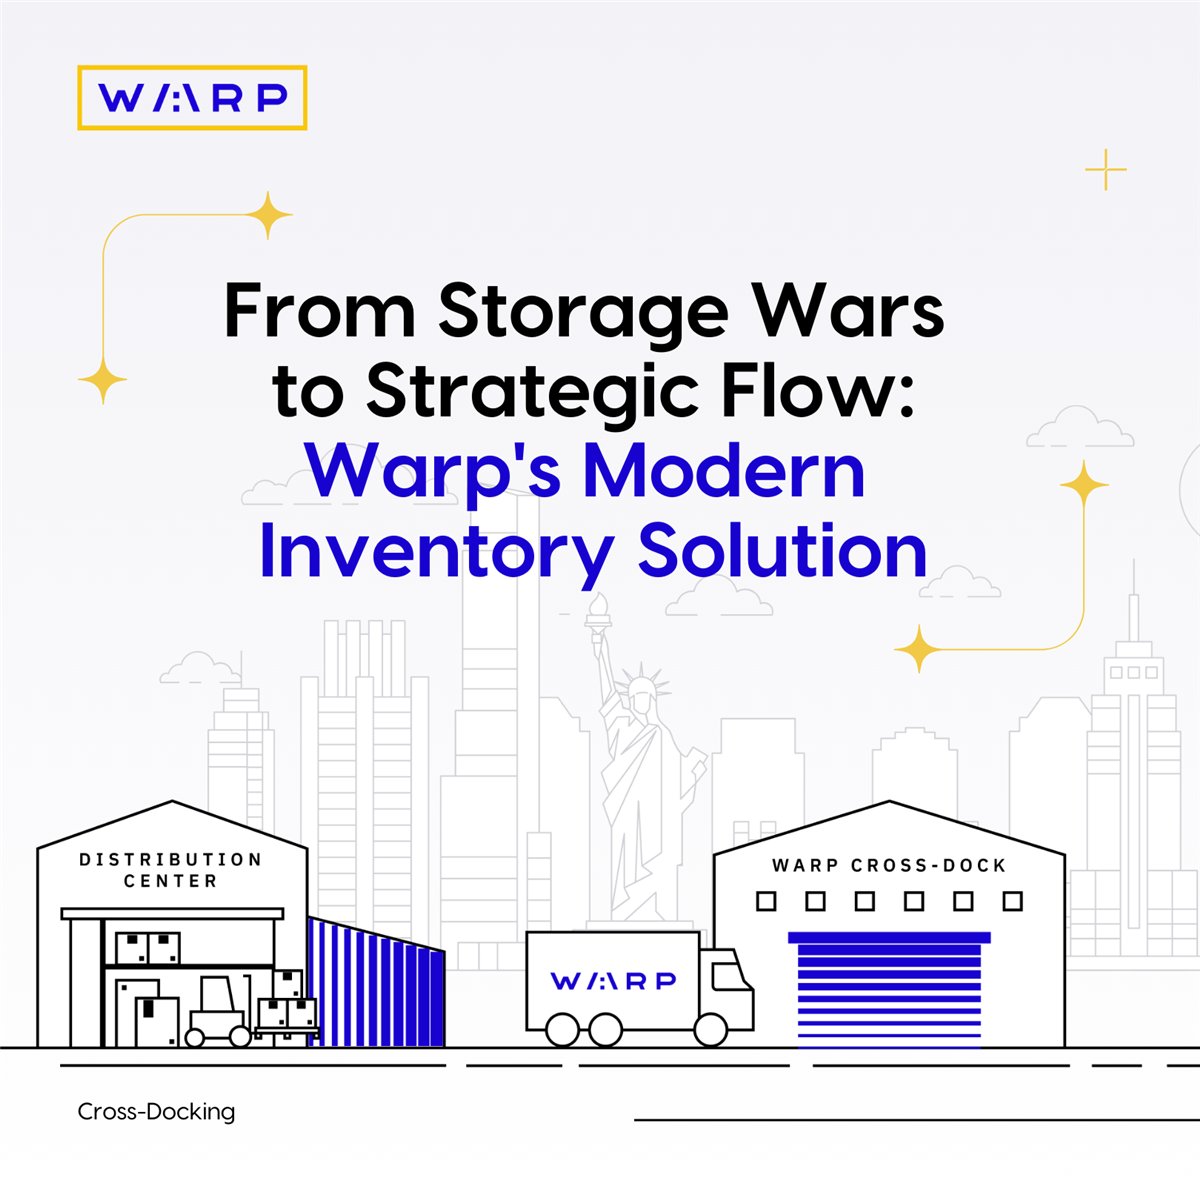 WARP
From Storage Wars
to Strategic Flow:
Warp's Modern
Inventory Solution
DISTRIBUTION
CENTER
WARP CROSS-DOCK
WARP
Cross-Docking